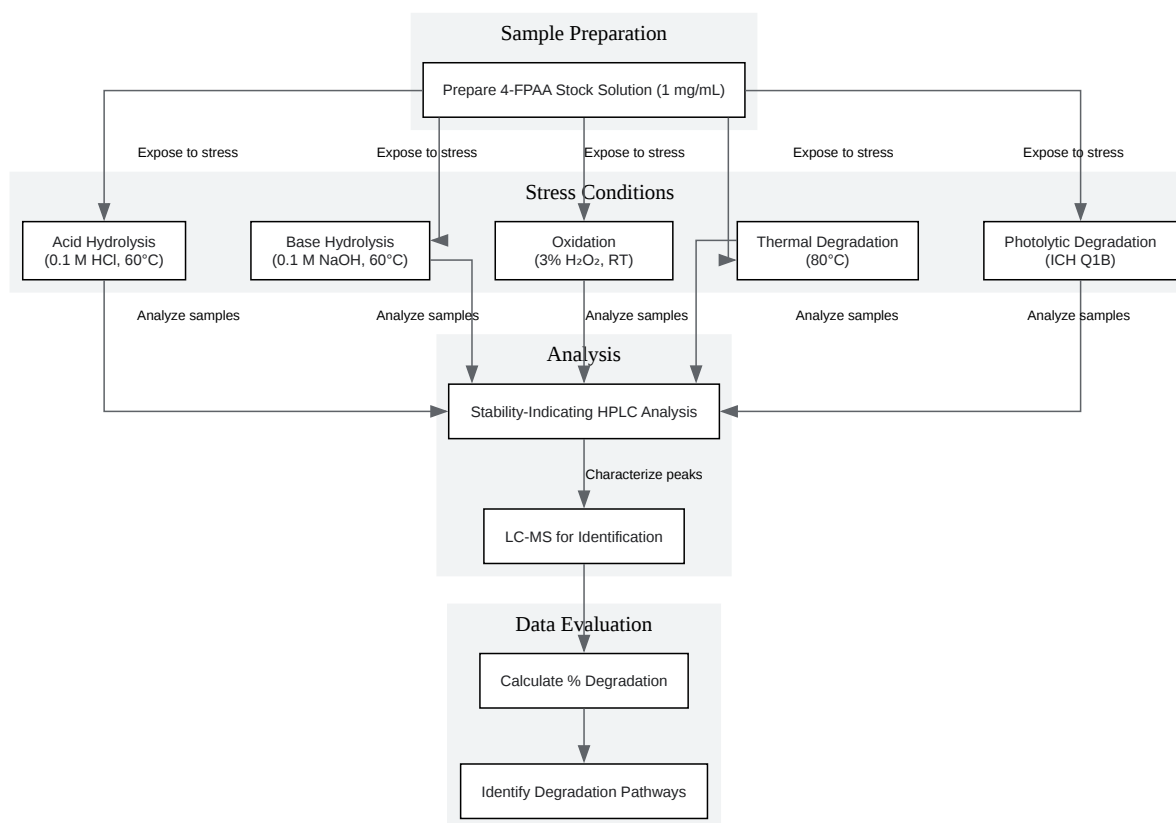 Sample Preparation
Prepare 4-FPAA Stock Solution (1 mg/mL)
Expose to stress
Expose to stress
Expose to stress
Expose to stress
Expose to stress
Stress Conditions
Acid Hydrolysis
(0.1 M HCl, 60°C)
Base Hydrolysis
(0.1 M NaOH, 60°C)
Oxidation
(3% H₂O₂, RT)
Thermal Degradation
(80°C)
Photolytic Degradation
(ICH Q1B)
Analyze samples
Analyze samples
Analyze samples
Analyze samples
Analyze samples
Analysis
Stability-Indicating HPLC Analysis
Characterize peaks
LC-MS for Identification
Data Evaluation
Calculate % Degradation
Identify Degradation Pathways